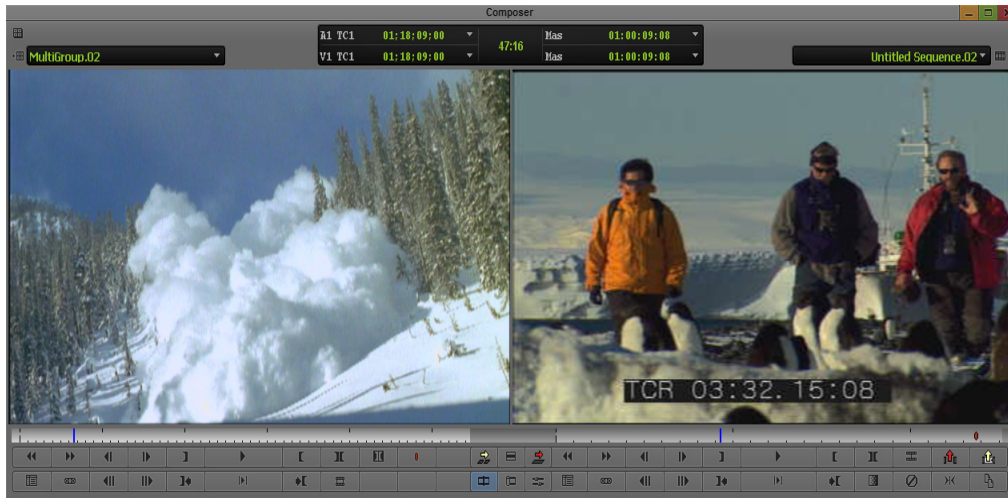 Composer
A1 TC1 01;18;09;00 47:16 Mas 01:00:09:08
MultiGroup.02 V1 TC1 01;18;09;00 Mas 01:00:09:08 Untitled Sequence.02
TCR 03:32.15:08